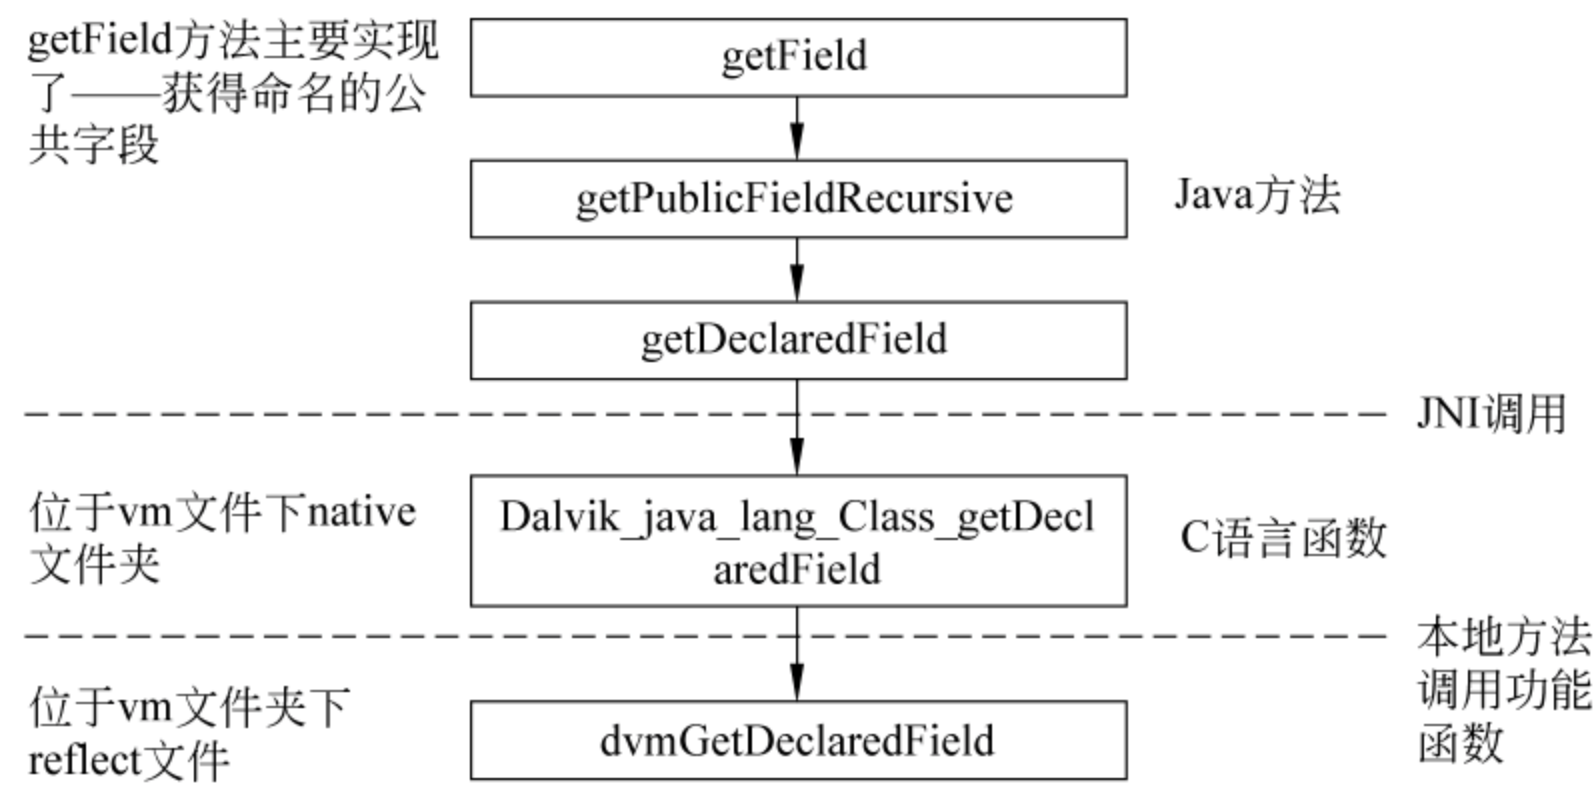 getField方法主要实现
了——获得命名的公
共字段
getField
getPublicFieldRecursive
Java方法
getDeclaredField
JNI调用
位于vm文件下native
文件夹
Dalvik_java_lang_Class_getDecl
aredField
C语言函数
本地方法
调用功能
函数
位于vm文件夹下
reflect文件
dvmGetDeclaredField